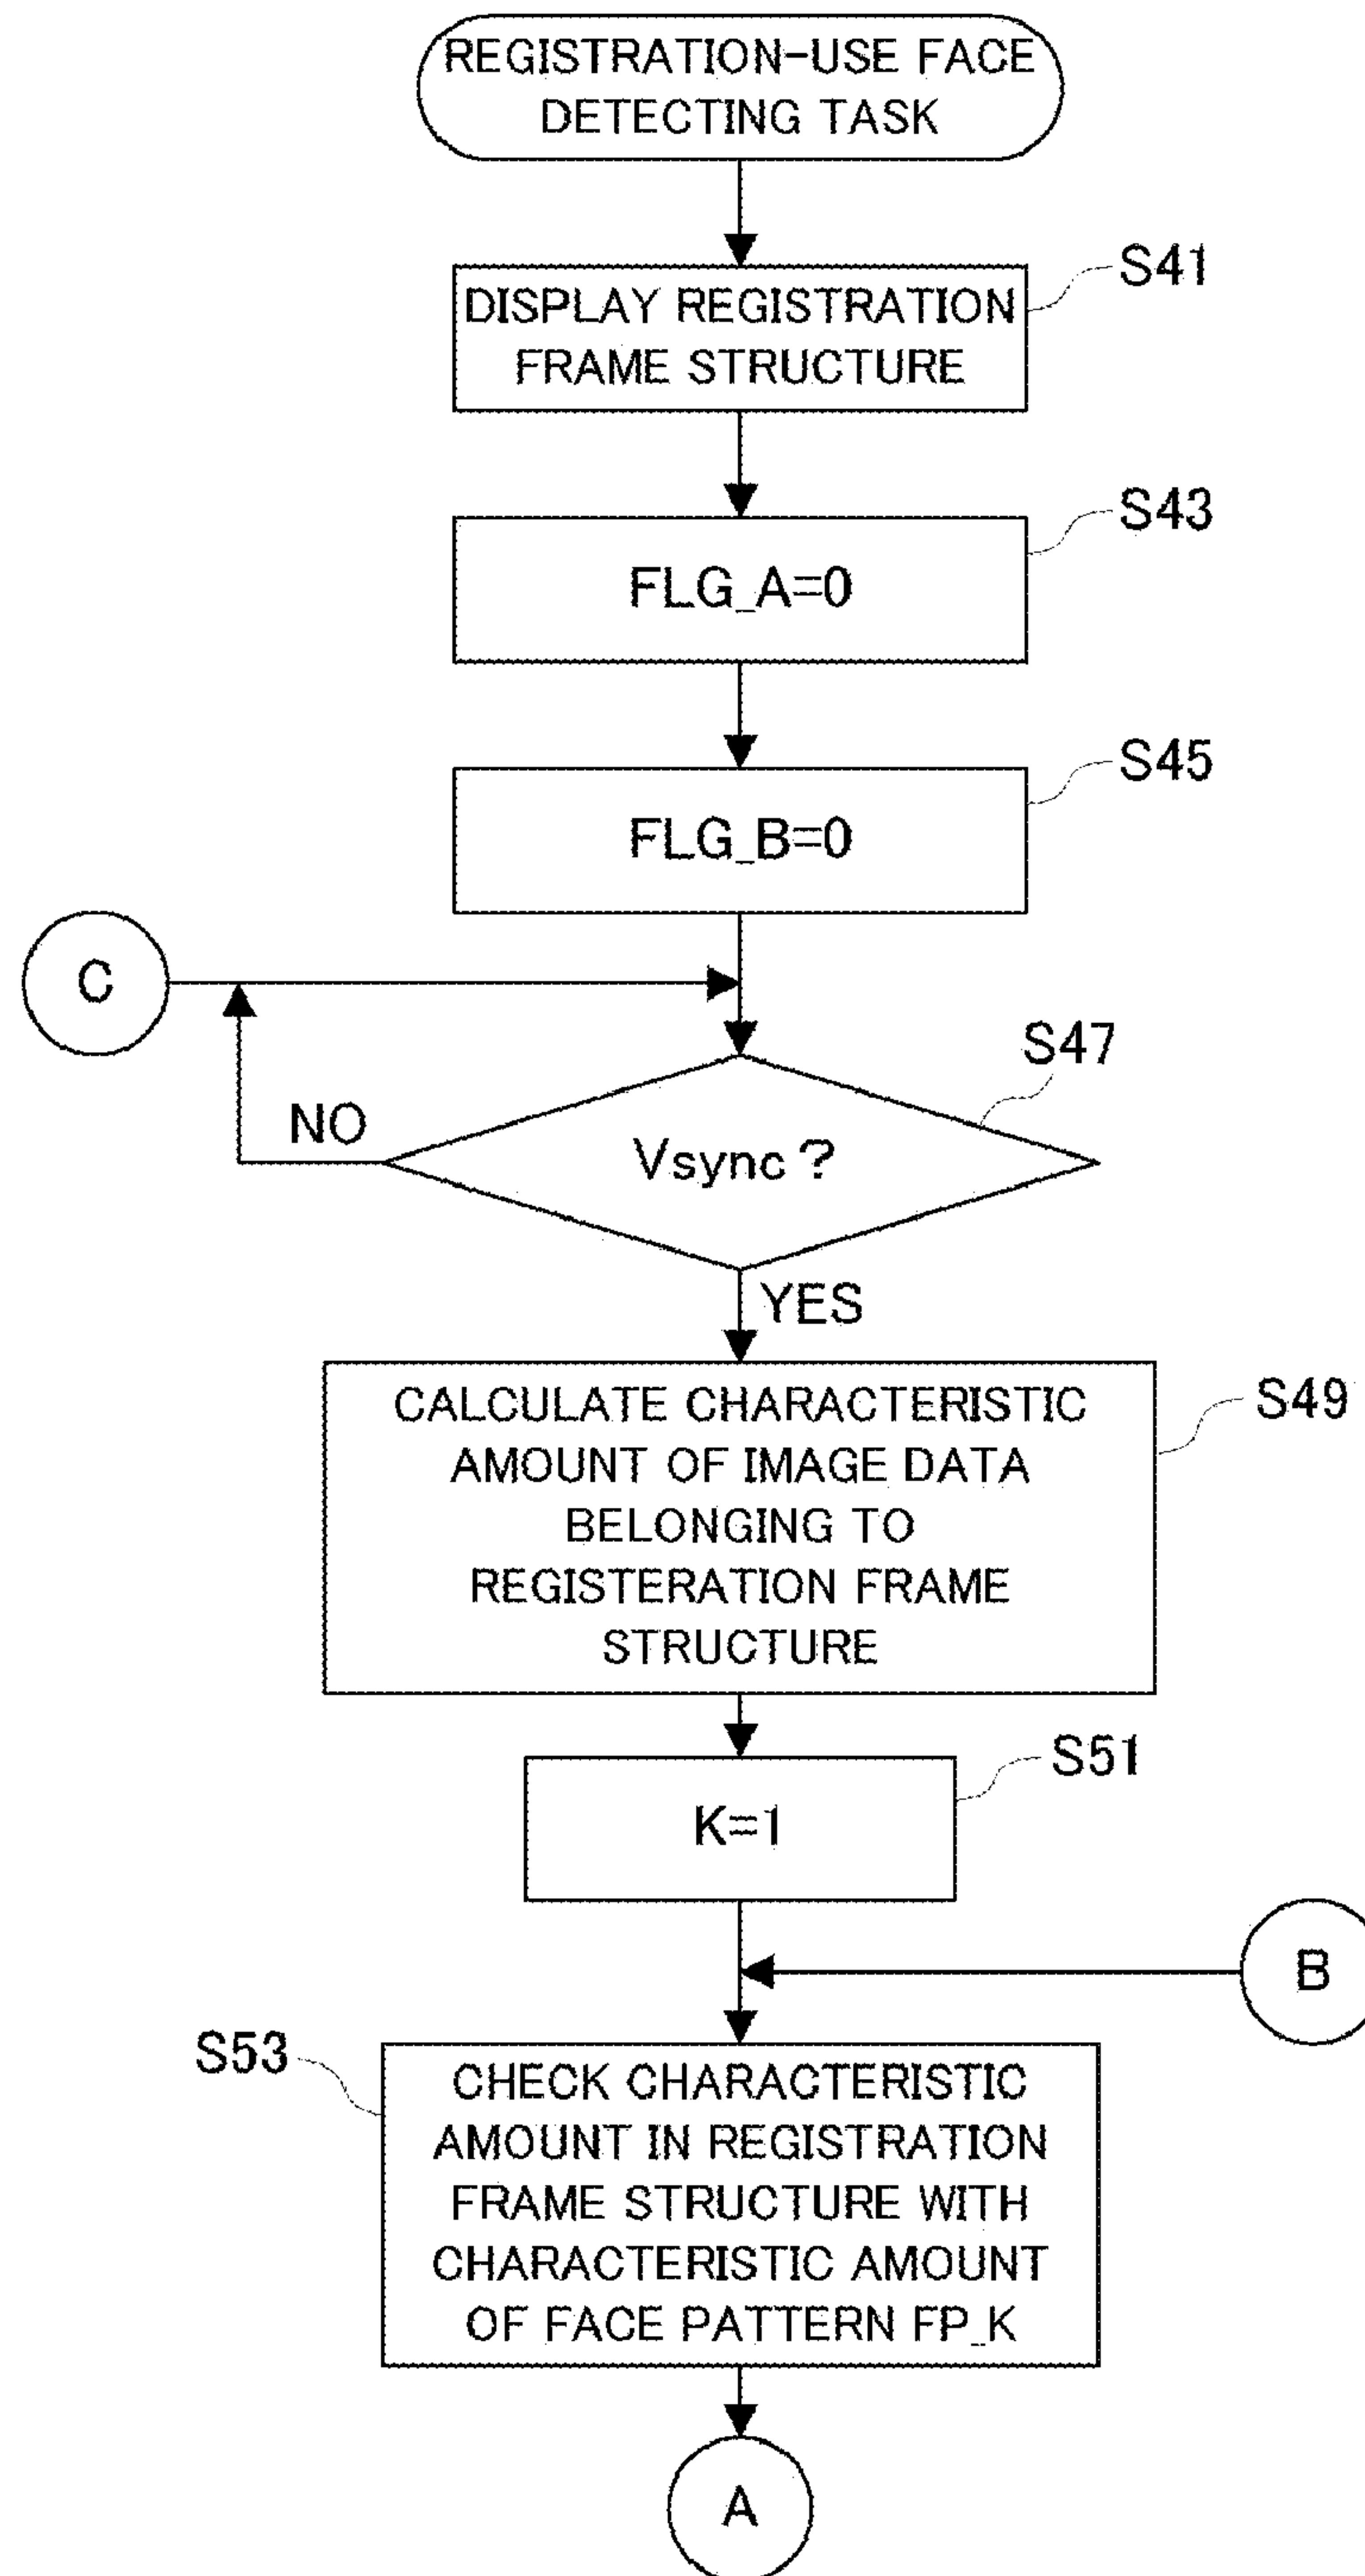 REGISTRATION-USE FACE
DETECTING TASK
S41
DISPLAY REGISTRATION
FRAME STRUCTURE
S43
FLG_A=0
S45
FLG_B=0
C
S47
NO
Vsync ?
YES
CALCULATE CHARACTERISTIC
AMOUNT OF IMAGE DATA
BELONGING TO
REGISTERATION FRAME
STRUCTURE
S49
S51
K=1
B
S53
CHECK CHARACTERISTIC
AMOUNT IN REGISTRATION
FRAME STRUCTURE WITH
CHARACTERISTIC AMOUNT
OF FACE PATTERN FP_K
A